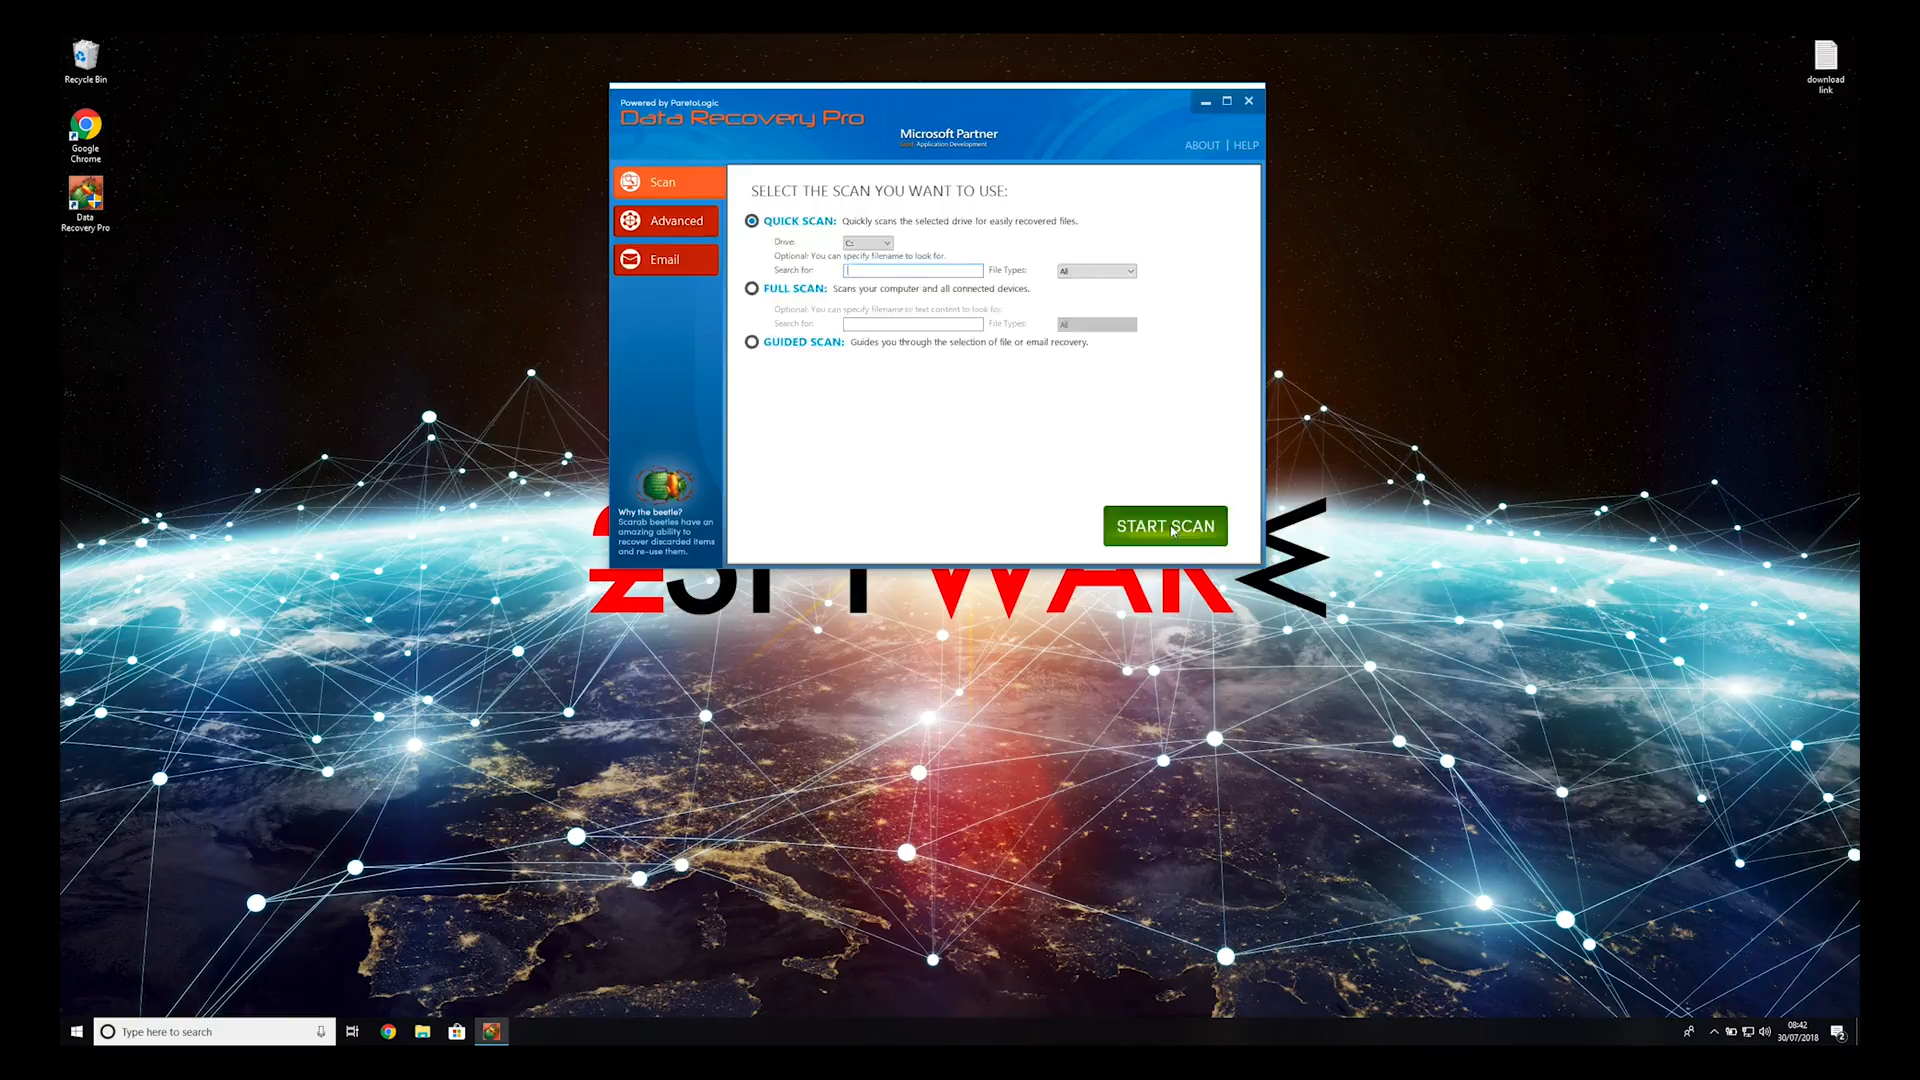 Recycle Bin
Google
Chrome
Data
Recovery Pro
download
link
Powered by ParetoLogic
Data Recovery Pro
Microsoft Partner
Gold Application Development
ABOUT | HELP
Scan
Advanced
Email
SELECT THE SCAN YOU WANT TO USE:
QUICK SCAN: Quickly scans the selected drive for easily recovered files.
Drive: C:
Optional: You can specify filename to look for.
Search for: File Types: All
FULL SCAN: Scans your computer and all connected devices.
Optional: You can specify filename or text content to look for.
Search for: File Types: All
GUIDED SCAN: Guides you through the selection of file or email recovery.
START SCAN
Why the beetle?
Scarab beetles have an
amazing ability to
recover discarded items
and re-use them.
2SPYWARE
Type here to search
08:42
30/07/2018
2